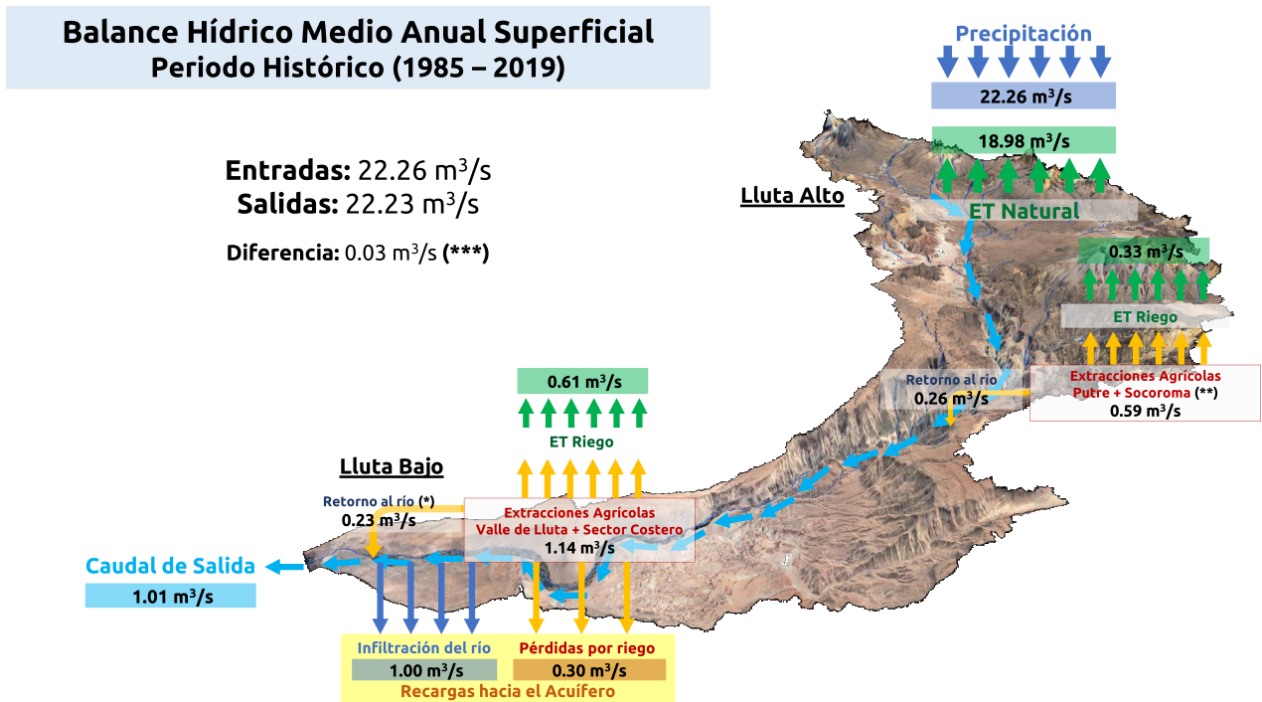 Balance Hídrico Medio Anual Superficial
Periodo Histórico (1985 – 2019)
Entradas: 22.26 m³/s
Salidas: 22.23 m³/s
Diferencia: 0.03 m³/s (***)
Precipitación
22.26 m³/s
18.98 m³/s
ET Natural
Lluta Alto
0.33 m³/s
ET Riego
Extracciones Agrícolas
Putre + Socoroma (**)
0.59 m³/s
Retorno al río
0.26 m³/s
0.61 m³/s
ET Riego
Lluta Bajo
Retorno al río (*)
0.23 m³/s
Extracciones Agrícolas
Valle de Lluta + Sector Costero
1.14 m³/s
Caudal de Salida
1.01 m³/s
Infiltración del río
1.00 m³/s
Pérdidas por riego
0.30 m³/s
Recargas hacia el Acuífero